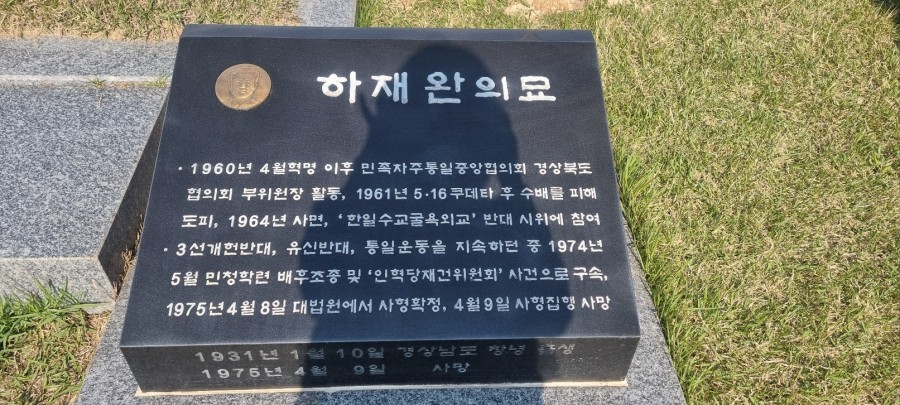 하재완의묘
· 1960년 4월혁명 이후 민족자주통일중앙협의회 경상북도
협의회 부위원장 활동, 1961년 5·16쿠데타 후 수배를 피해
도피, 1964년 사면, ‘한일수교굴욕외교’ 반대 시위에 참여
· 3선개헌반대, 유신반대, 통일운동을 지속하던 중 1974년
5월 민청학련 배후조종 및 ‘인혁당재건위원회’ 사건으로 구속,
1975년 4월 8일 대법원에서 사형확정, 4월9일 사형집행 사망
1931년 1월 10일 경상남도 창녕 출생
1975년 4월 9일 사망